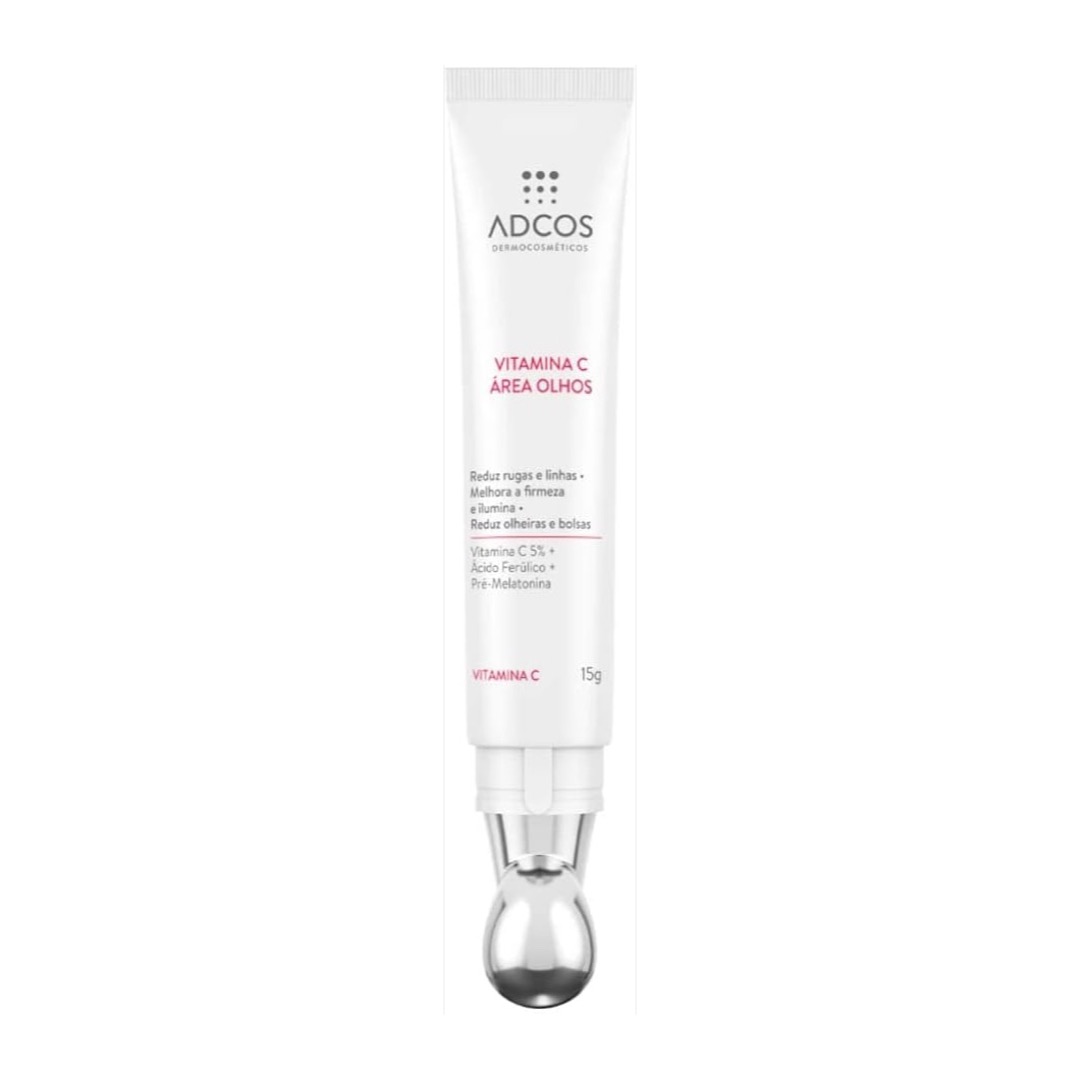 ADCOS
DERMOCOSMÉTICOS
VITAMINA C
ÁREA OLHOS
Reduz rugas e linhas •
Melhora a firmeza
e ilumina •
Reduz olheiras e bolsas
Vitamina C 5% +
Ácido Ferúlico +
Pré-Melatonina
VITAMINA C 15g